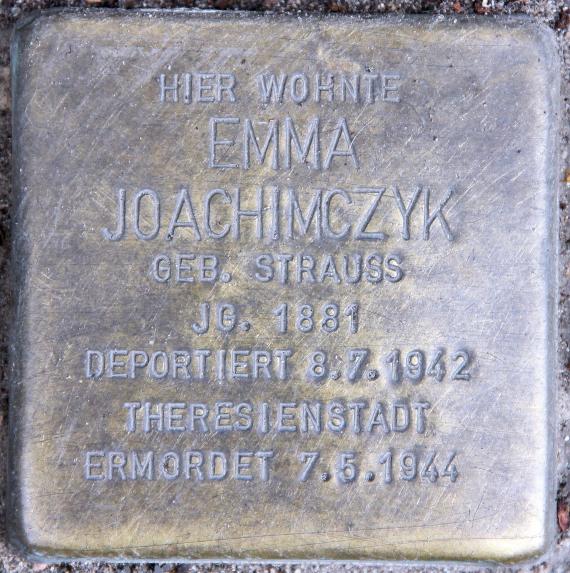 HIER WOHNTE
EMMA
JOACHIMCZYK
GEB. STRAUSS
JG. 1881
DEPORTIERT 8.7.1942
THERESIENSTADT
ERMORDET 7.5.1944